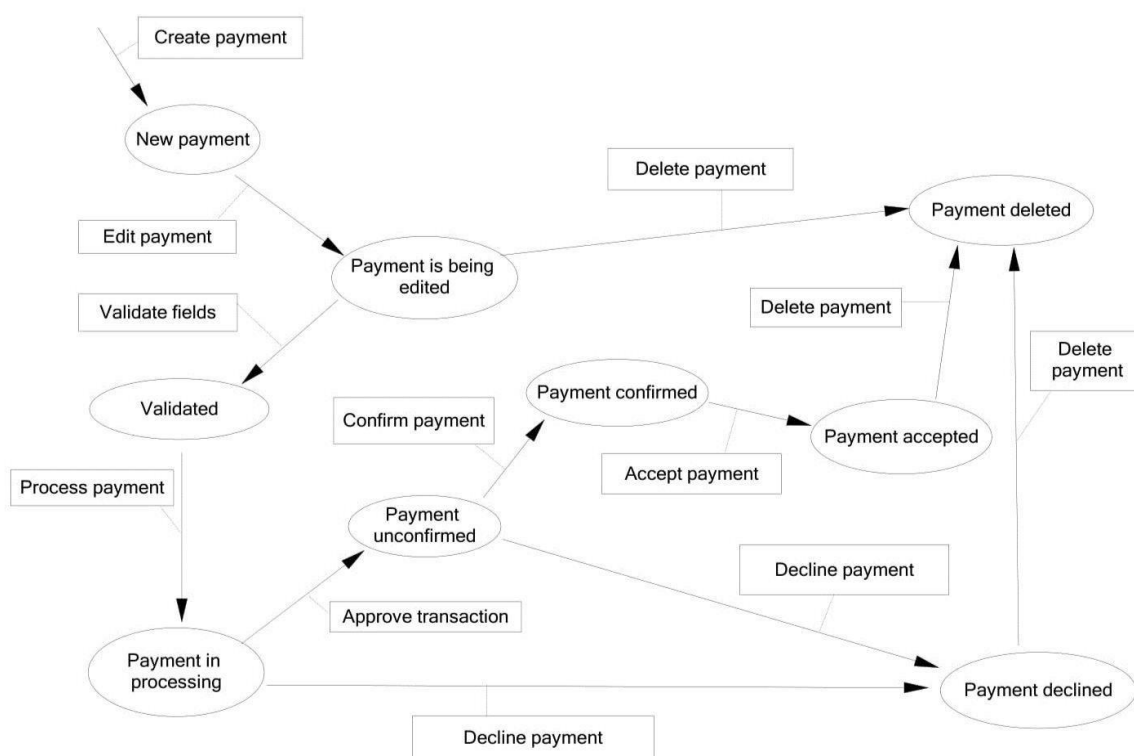 Create payment
New payment
Delete payment
Payment deleted
Edit payment
Payment is being
edited
Validate fields
Delete payment
Delete
payment
Validated
Confirm payment
Payment confirmed
Payment accepted
Accept payment
Process payment
Payment
unconfirmed
Decline payment
Approve transaction
Payment in
processing
Payment declined
Decline payment